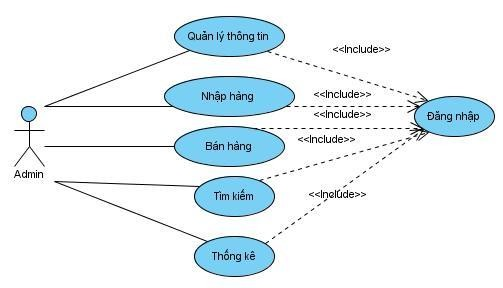 Quản lý thông tin
<<Include>>
Nhập hàng
<<Include>>
<<Include>>
Đăng nhập
Bán hàng
<<Include>>
Admin
Tìm kiếm
<<Include>>
Thống kê